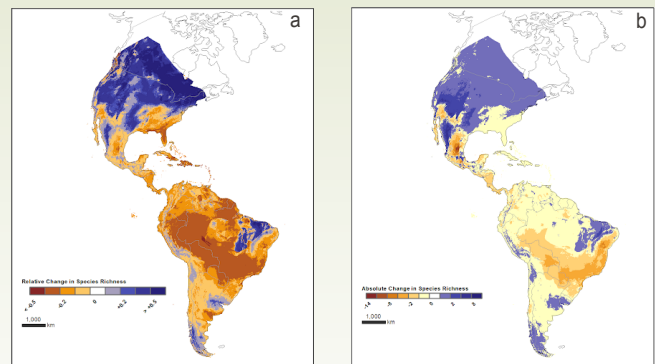 a
Relative Change in Species Richness
-0.2
0
+0.2
1,000
km
b
Absolute Change in Species Richness
0
1,000
km